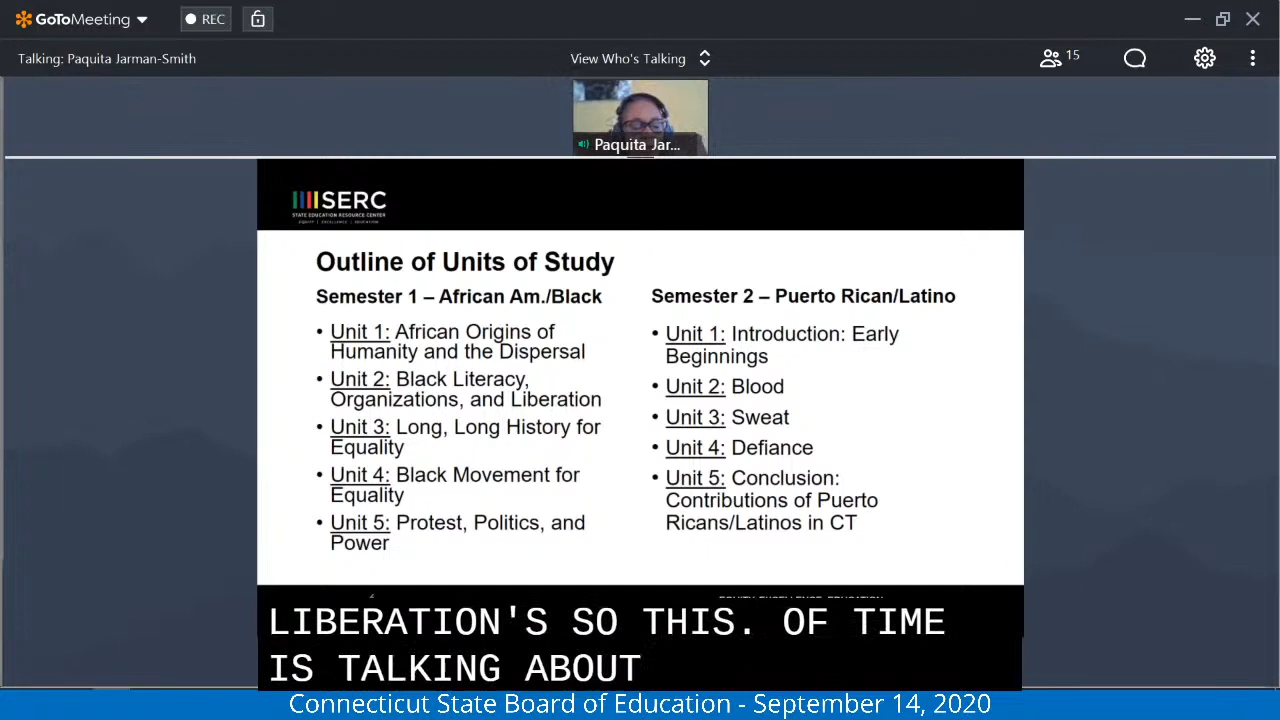 GoToMeeting
REC
Talking: Paquita Jarman-Smith
View Who's Talking
15
Paquita Jar...
SERC
STATE EDUCATION RESOURCE CENTER
EQUITY | EXCELLENCE | EDUCATION
Outline of Units of Study
Semester 1 – African Am./Black
• Unit 1: African Origins of
Humanity and the Dispersal
• Unit 2: Black Literacy,
Organizations, and Liberation
• Unit 3: Long, Long History for
Equality
• Unit 4: Black Movement for
Equality
• Unit 5: Protest, Politics, and
Power
Semester 2 – Puerto Rican/Latino
• Unit 1: Introduction: Early
Beginnings
• Unit 2: Blood
• Unit 3: Sweat
• Unit 4: Defiance
• Unit 5: Conclusion:
Contributions of Puerto
Ricans/Latinos in CT
LIBERATION'S SO THIS. OF TIME
IS TALKING ABOUT
Connecticut State Board of Education - September 14, 2020